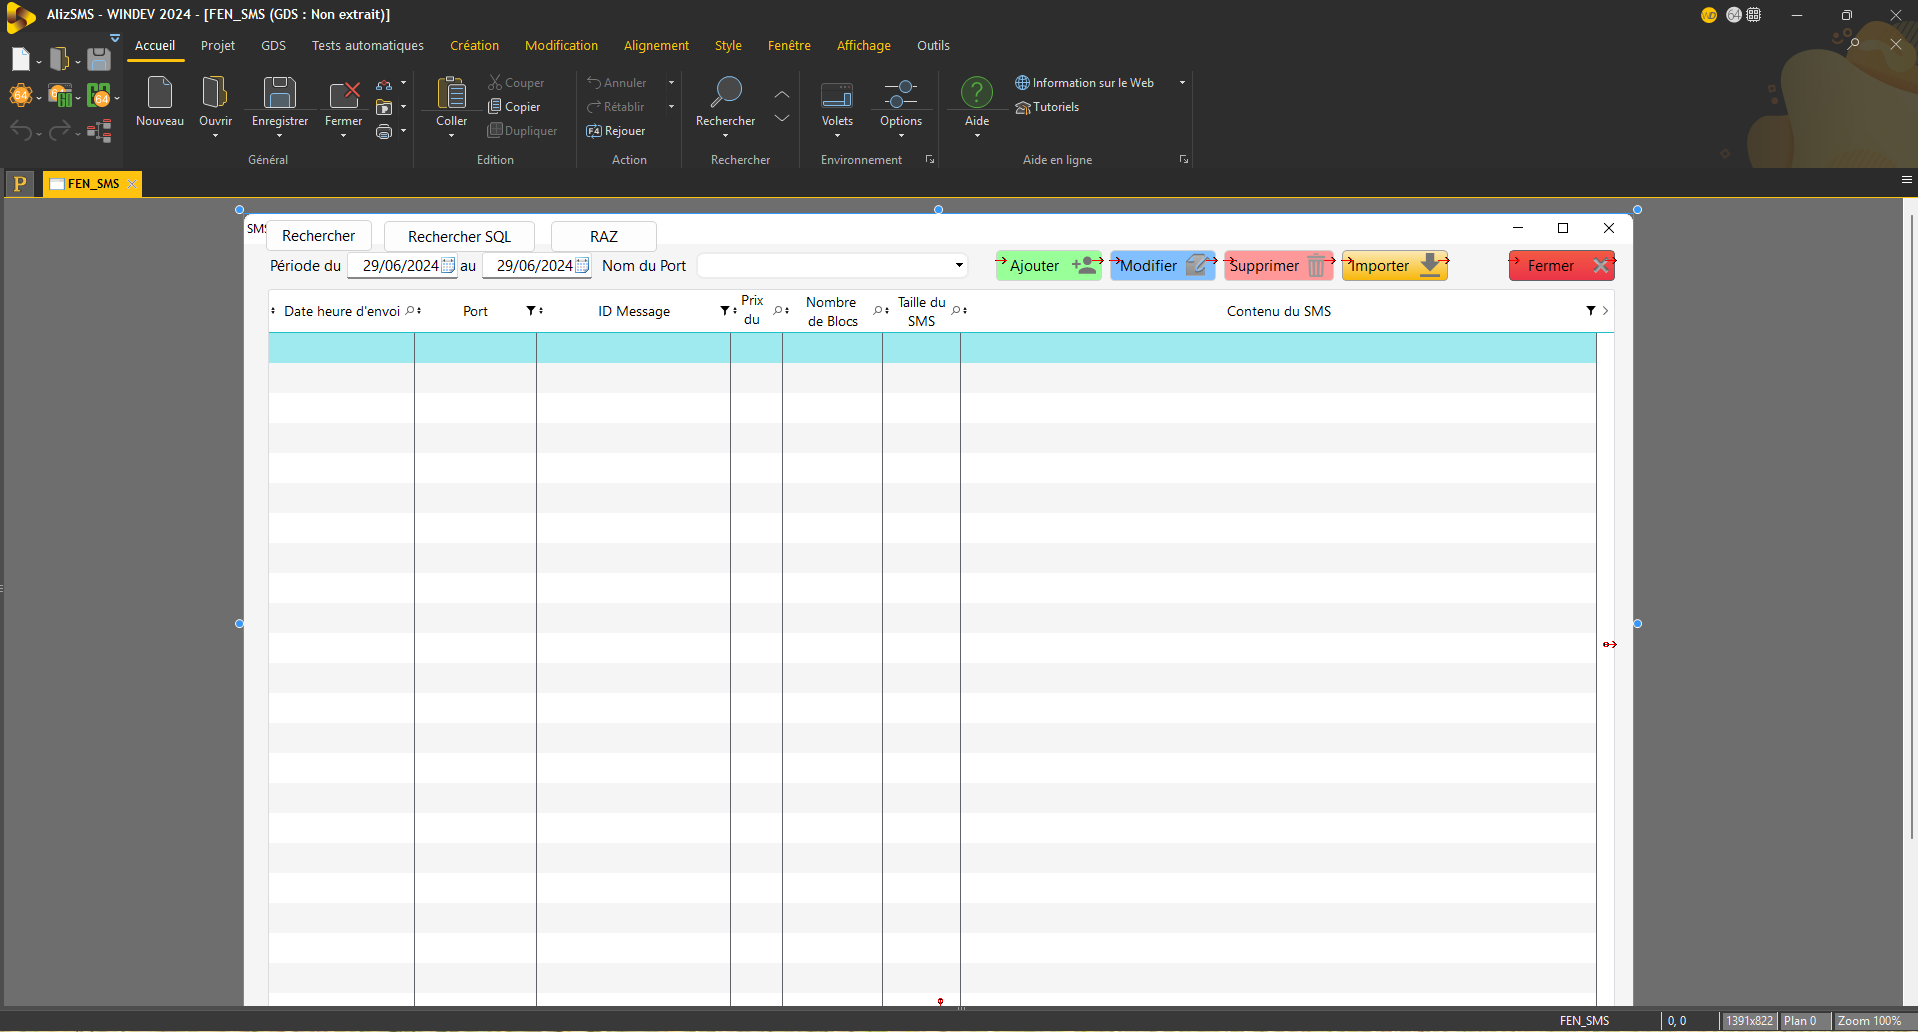 AlizSMS - WINDEV 2024 - [FEN_SMS (GDS : Non extrait)]
WD 64
Accueil Projet GDS Tests automatiques Création Modification Alignement Style Fenêtre Affichage Outils
64 64
Nouveau Ouvrir Enregistrer Fermer
Général
Coller
Couper
Copier
Dupliquer
Edition
Annuler
Rétablir
F4 Rejouer
Action
Rechercher
Rechercher
Volets Options
Environnement
Aide
Information sur le Web
Tutoriels
Aide en ligne
P FEN_SMS
SMS Rechercher Rechercher SQL RAZ
Période du 29/06/2024 au 29/06/2024 Nom du Port Ajouter Modifier Supprimer Importer Fermer
Date heure d'envoi Port ID Message Prix du Nombre de Blocs Taille du SMS Contenu du SMS
FEN_SMS 0, 0 1391x822 Plan 0 Zoom 100%